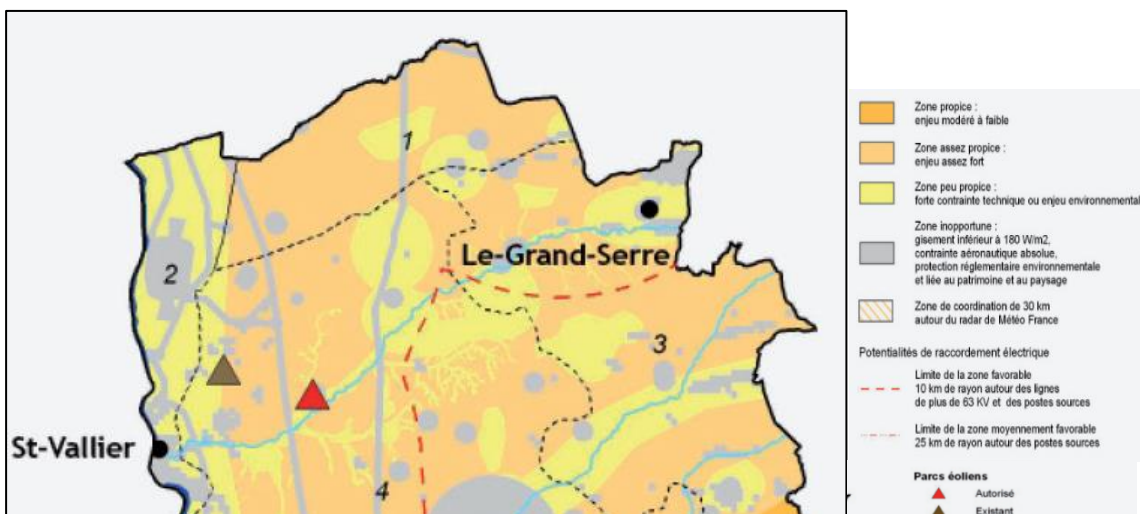 1
2
Le-Grand-Serre
3
St-Vallier
4
Zone propice :
enjeu modéré à faible
Zone assez propice :
enjeu assez fort
Zone peu propice :
forte contrainte technique ou enjeu environnemental
Zone inopportune :
gisement inférieur à 180 W/m2,
contrainte aéronautique absolue,
protection réglementaire environnementale
et liée au patrimoine et au paysage
Zone de coordination de 30 km
autour du radar de Météo France
Potentialités de raccordement électrique
Limite de la zone favorable
10 km de rayon autour des lignes
de plus de 63 KV et des postes sources
Limite de la zone moyennement favorable
25 km de rayon autour des postes sources
Parcs éoliens
Autorisé
Existant